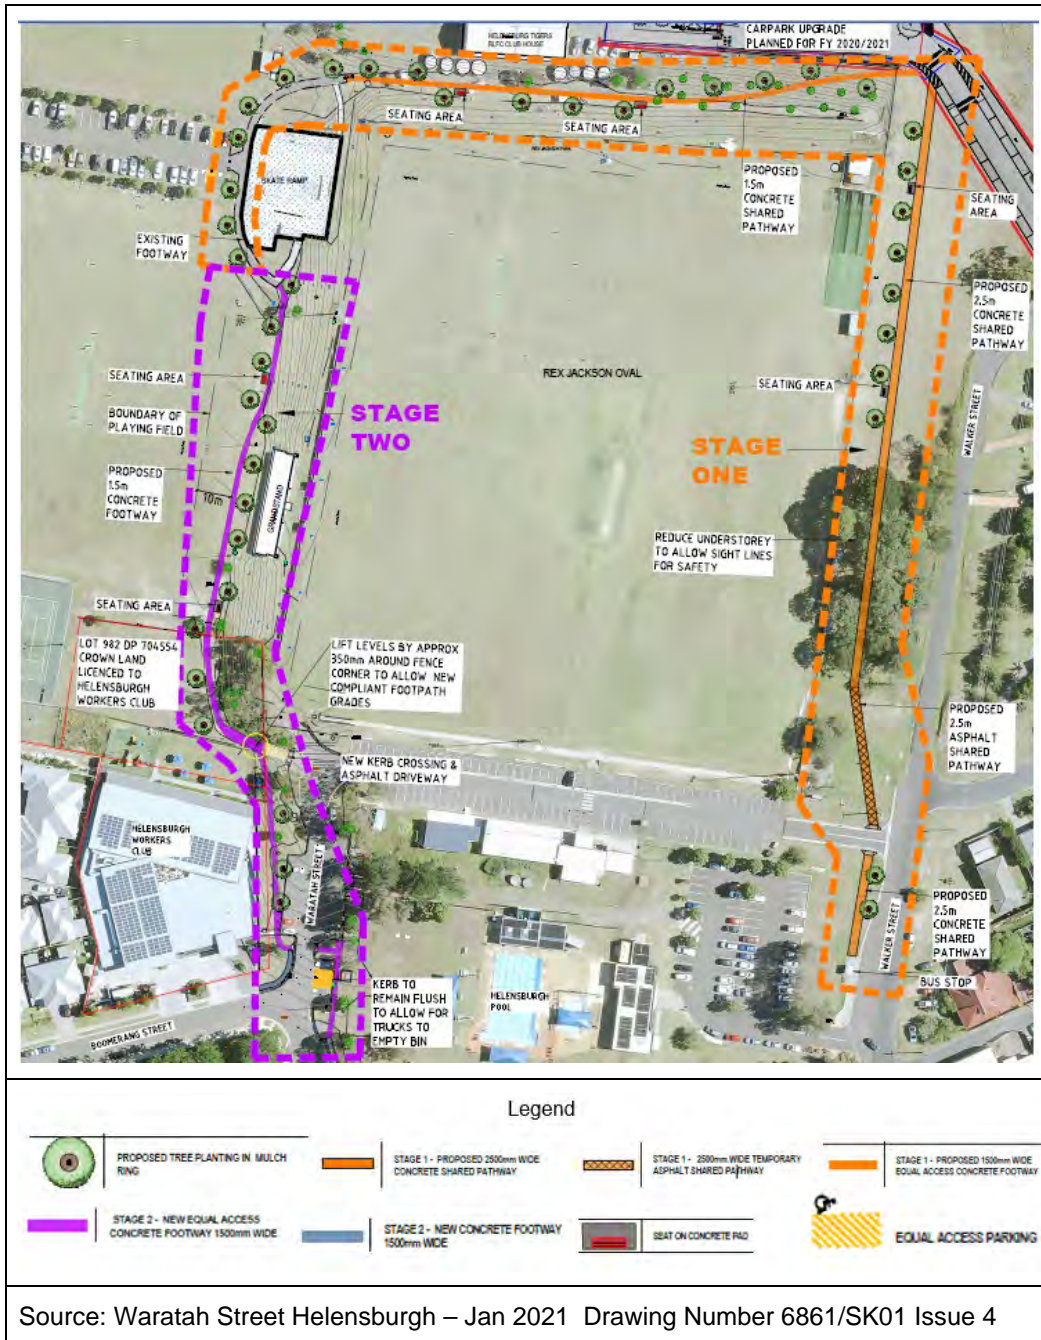 HELENSBURG TIGERS
RLFC CLUB HOUSE
CARPARK UPGRADE
PLANNED FOR FY 2020/2021
SEATING AREA
SEATING AREA
SKATE RAMP
PROPOSED
1.5m
CONCRETE
SHARED
PATHWAY
SEATING
AREA
EXISTING
FOOTWAY
PROPOSED
2.5m
CONCRETE
SHARED
PATHWAY
SEATING AREA
REX JACKSON OVAL
SEATING AREA
BOUNDARY OF
PLAYING FIELD
STAGE
TWO
WALKER STREET
STAGE
ONE
PROPOSED
1.5m
CONCRETE
FOOTWAY
10m
GRANDSTAND
REDUCE UNDERSTOREY
TO ALLOW SIGHT LINES
FOR SAFETY
SEATING AREA
LOT 982 DP 704554
CROWN LAND
LICENCED TO
HELENSBURGH
WORKERS CLUB
LIFT LEVELS BY APPROX
350mm AROUND FENCE
CORNER TO ALLOW NEW
COMPLIANT FOOTPATH
GRADES
PROPOSED
2.5m
ASPHALT
SHARED
PATHWAY
NEW KERB CROSSING &
ASPHALT DRIVEWAY
HELENSBURGH
WORKERS
CLUB
WARATAH STREET
PROPOSED
2.5m
CONCRETE
SHARED
PATHWAY
WALKER STREET
BUS STOP
KERB TO
REMAIN FLUSH
TO ALLOW FOR
TRUCKS TO
EMPTY BIN
HELENSBURGH
POOL
BOOMERANG STREET
Legend
PROPOSED TREE PLANTING IN MULCH
RING
STAGE 1 - PROPOSED 2500mm WIDE
CONCRETE SHARED PATHWAY
STAGE 1 - 2500mm WIDE TEMPORARY
ASPHALT SHARED PATHWAY
STAGE 1 - PROPOSED 1500mm WIDE
EQUAL ACCESS CONCRETE FOOTWAY
STAGE 2 - NEW EQUAL ACCESS
CONCRETE FOOTWAY 1500mm WIDE
STAGE 2 - NEW CONCRETE FOOTWAY
1500mm WIDE
SEAT ON CONCRETE PAD
EQUAL ACCESS PARKING
Source: Waratah Street Helensburgh – Jan 2021 Drawing Number 6861/SK01 Issue 4